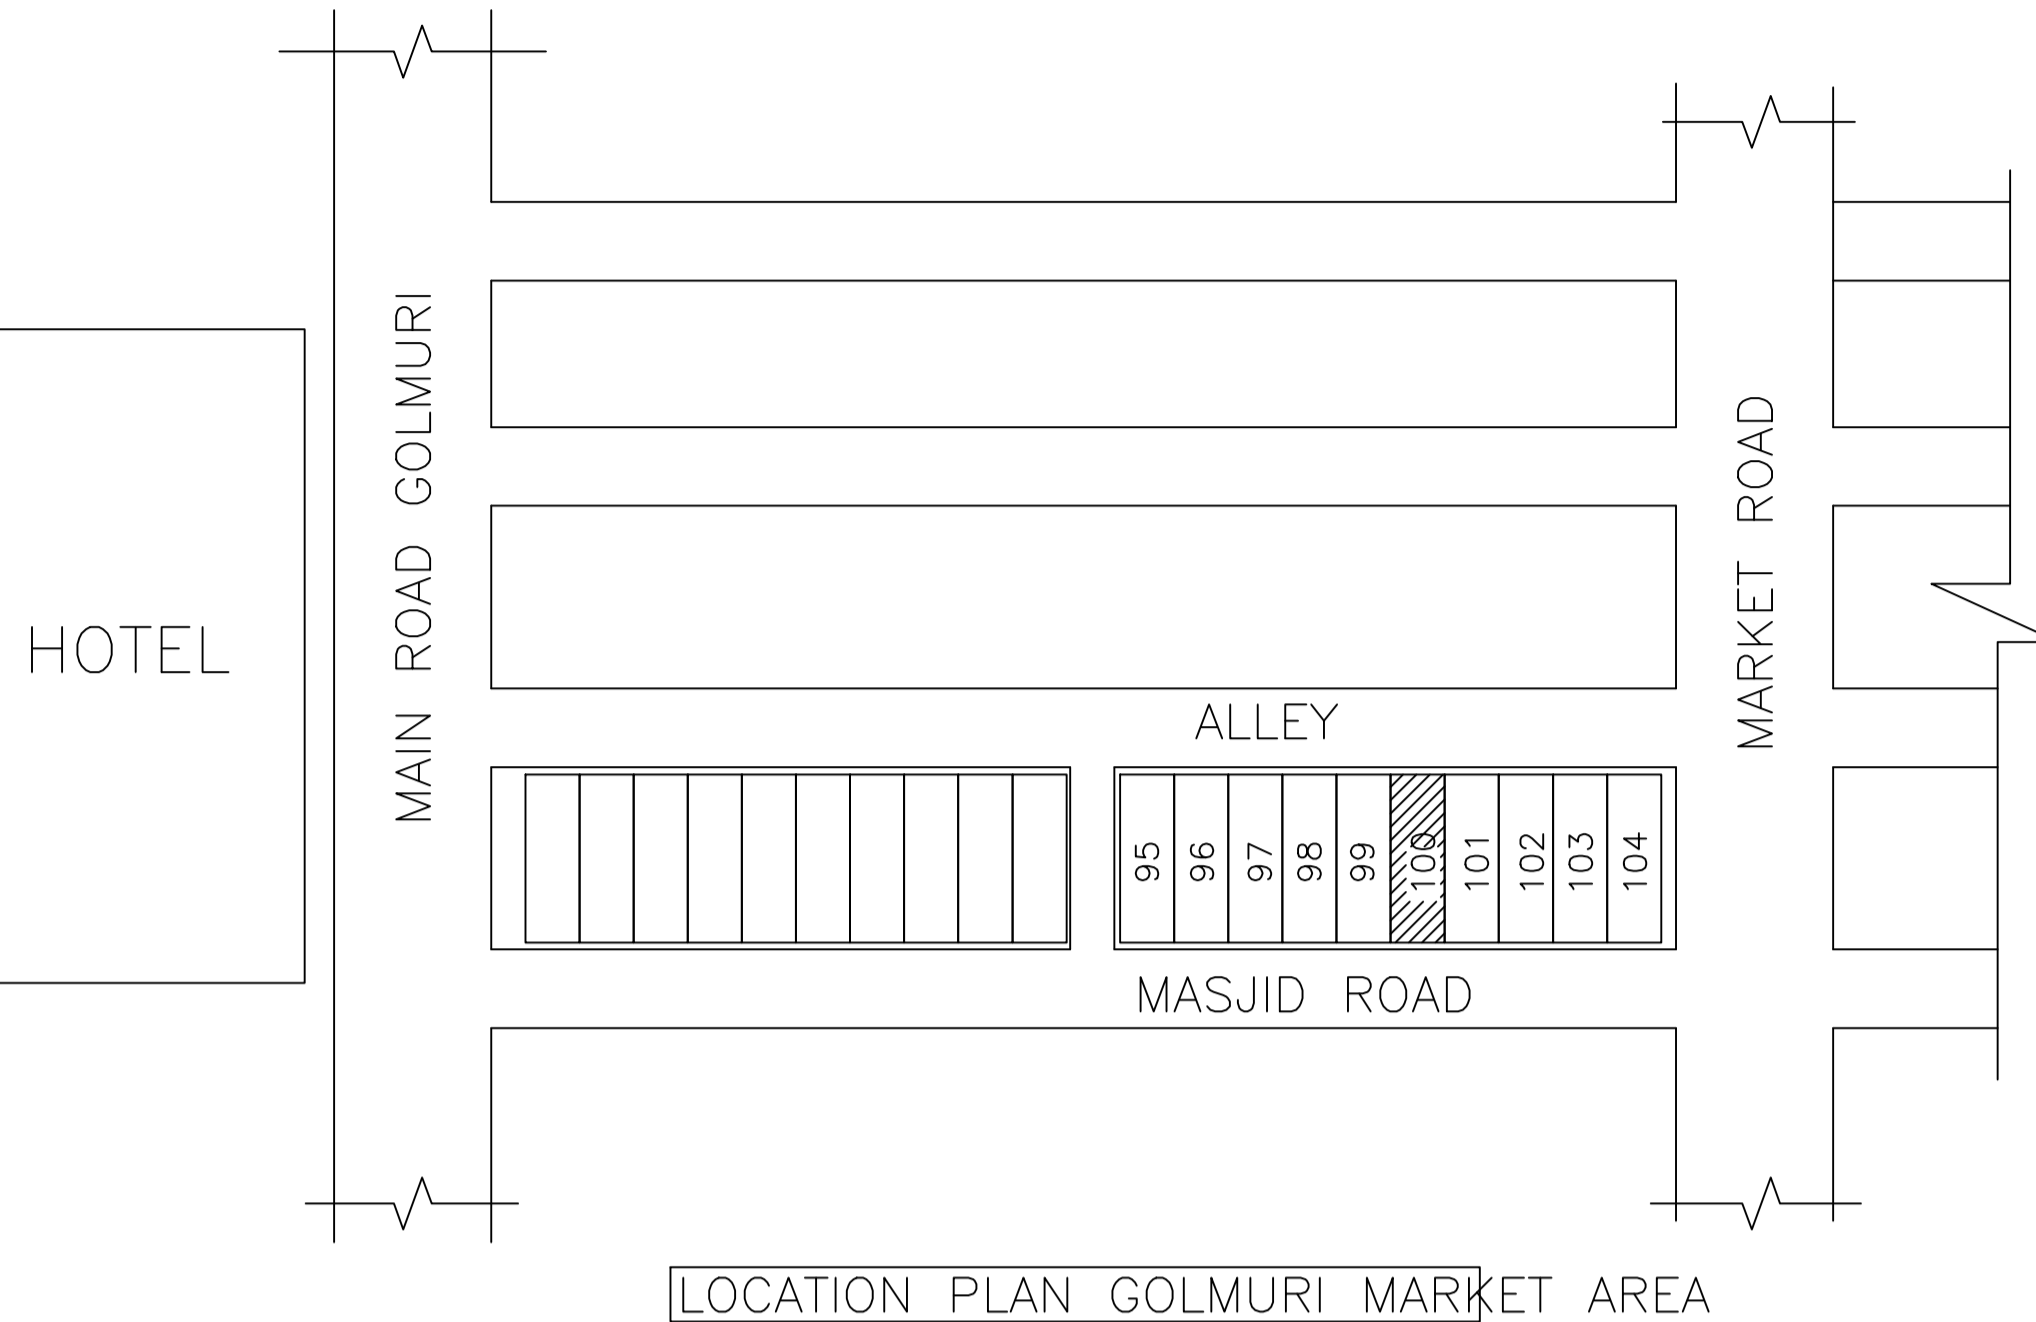 MAIN ROAD GOLMURI
MARKET ROAD
HOTEL
ALLEY
95
96
97
98
99
100
101
102
103
104
MASJID ROAD
LOCATION PLAN GOLMURI MARKET AREA